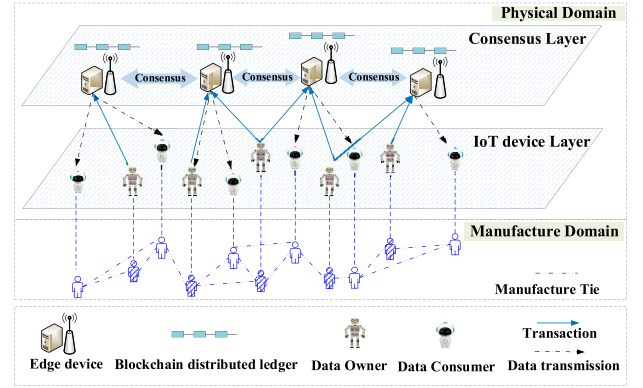 Physical Domain
Consensus Layer
Consensus
Consensus
Consensus
IoT device Layer
Manufacture Domain
Manufacture Tie
Transaction
Edge device
Blockchain distributed ledger
Data Owner
Data Consumer
Data transmission